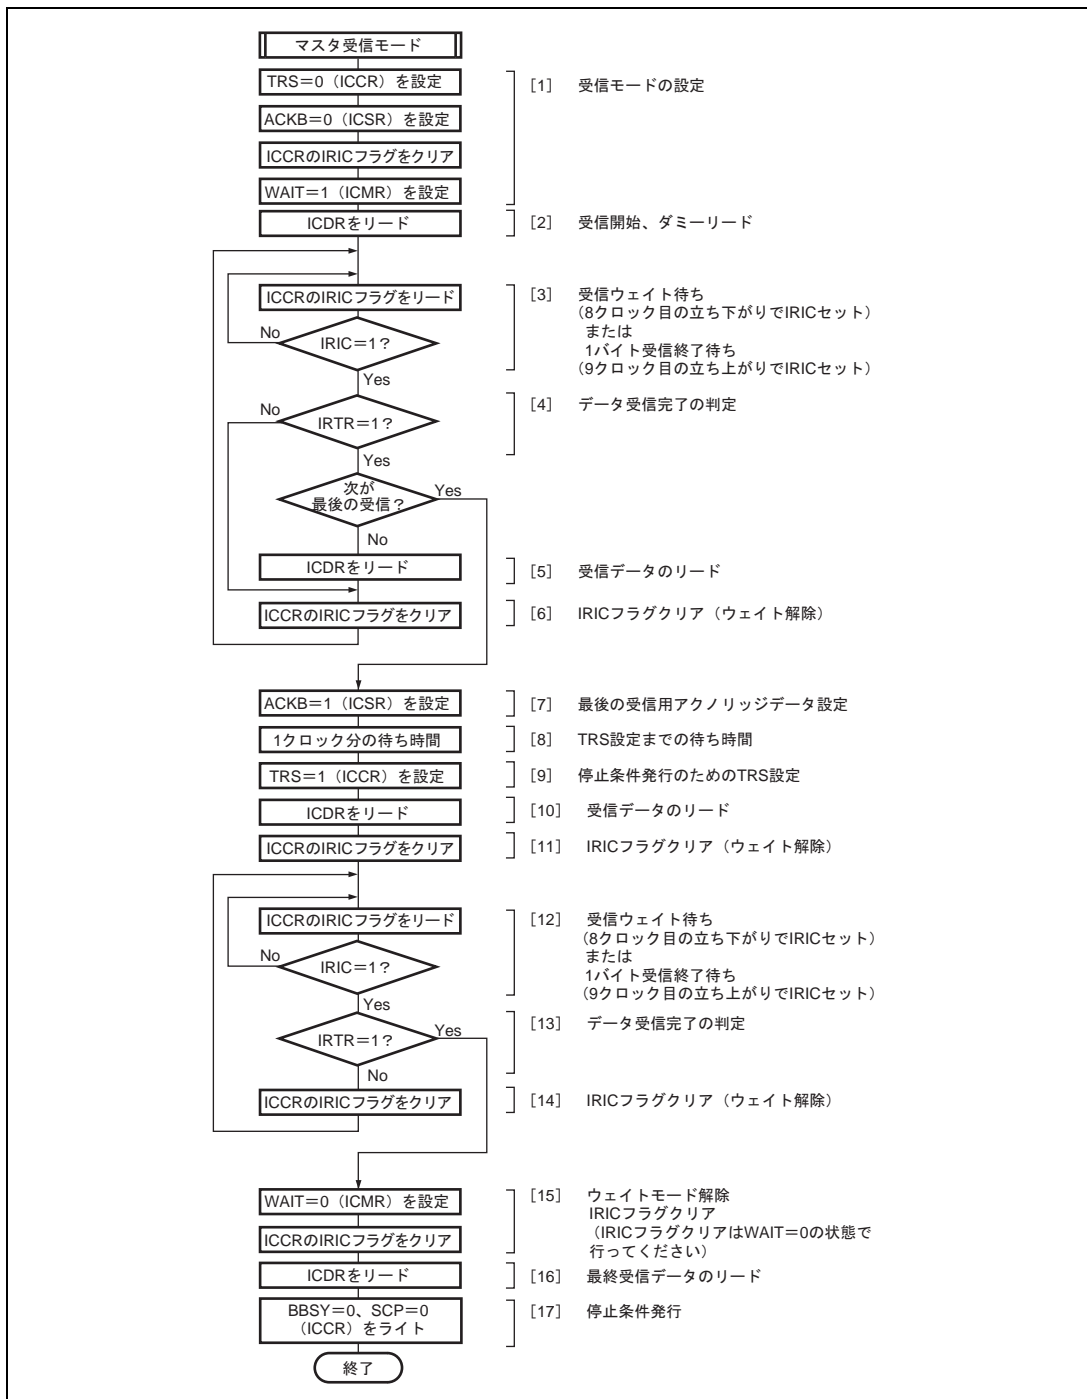 マスタ受信モード
TRS＝0（ICCR）を設定
[1] 受信モードの設定
ACKB＝0（ICSR）を設定
ICCRのIRICフラグをクリア
WAIT＝1（ICMR）を設定
ICDRをリード
[2] 受信開始、ダミーリード
ICCRのIRICフラグをリード
[3] 受信ウェイト待ち
（8クロック目の立ち下がりでIRICセット）
または
1バイト受信終了待ち
（9クロック目の立ち上がりでIRICセット）
No
IRIC＝1？
Yes
No
IRTR＝1？
[4] データ受信完了の判定
Yes
次が
最後の受信？
Yes
No
ICDRをリード
[5] 受信データのリード
ICCRのIRICフラグをクリア
[6] IRICフラグクリア（ウェイト解除）
ACKB＝1（ICSR）を設定
[7] 最後の受信用アクノリッジデータ設定
1クロック分の待ち時間
[8] TRS設定までの待ち時間
TRS＝1（ICCR）を設定
[9] 停止条件発行のためのTRS設定
ICDRをリード
[10] 受信データのリード
ICCRのIRICフラグをクリア
[11] IRICフラグクリア（ウェイト解除）
ICCRのIRICフラグをリード
[12] 受信ウェイト待ち
（8クロック目の立ち下がりでIRICセット）
または
1バイト受信終了待ち
（9クロック目の立ち上がりでIRICセット）
No
IRIC＝1？
Yes
IRTR＝1？
Yes
[13] データ受信完了の判定
No
ICCRのIRICフラグをクリア
[14] IRICフラグクリア（ウェイト解除）
WAIT＝0（ICMR）を設定
[15] ウェイトモード解除
IRICフラグクリア
（IRICフラグクリアはWAIT＝0の状態で
行ってください）
ICCRのIRICフラグをクリア
ICDRをリード
[16] 最終受信データのリード
BBSY＝0、SCP＝0
（ICCR）をライト
[17] 停止条件発行
終了